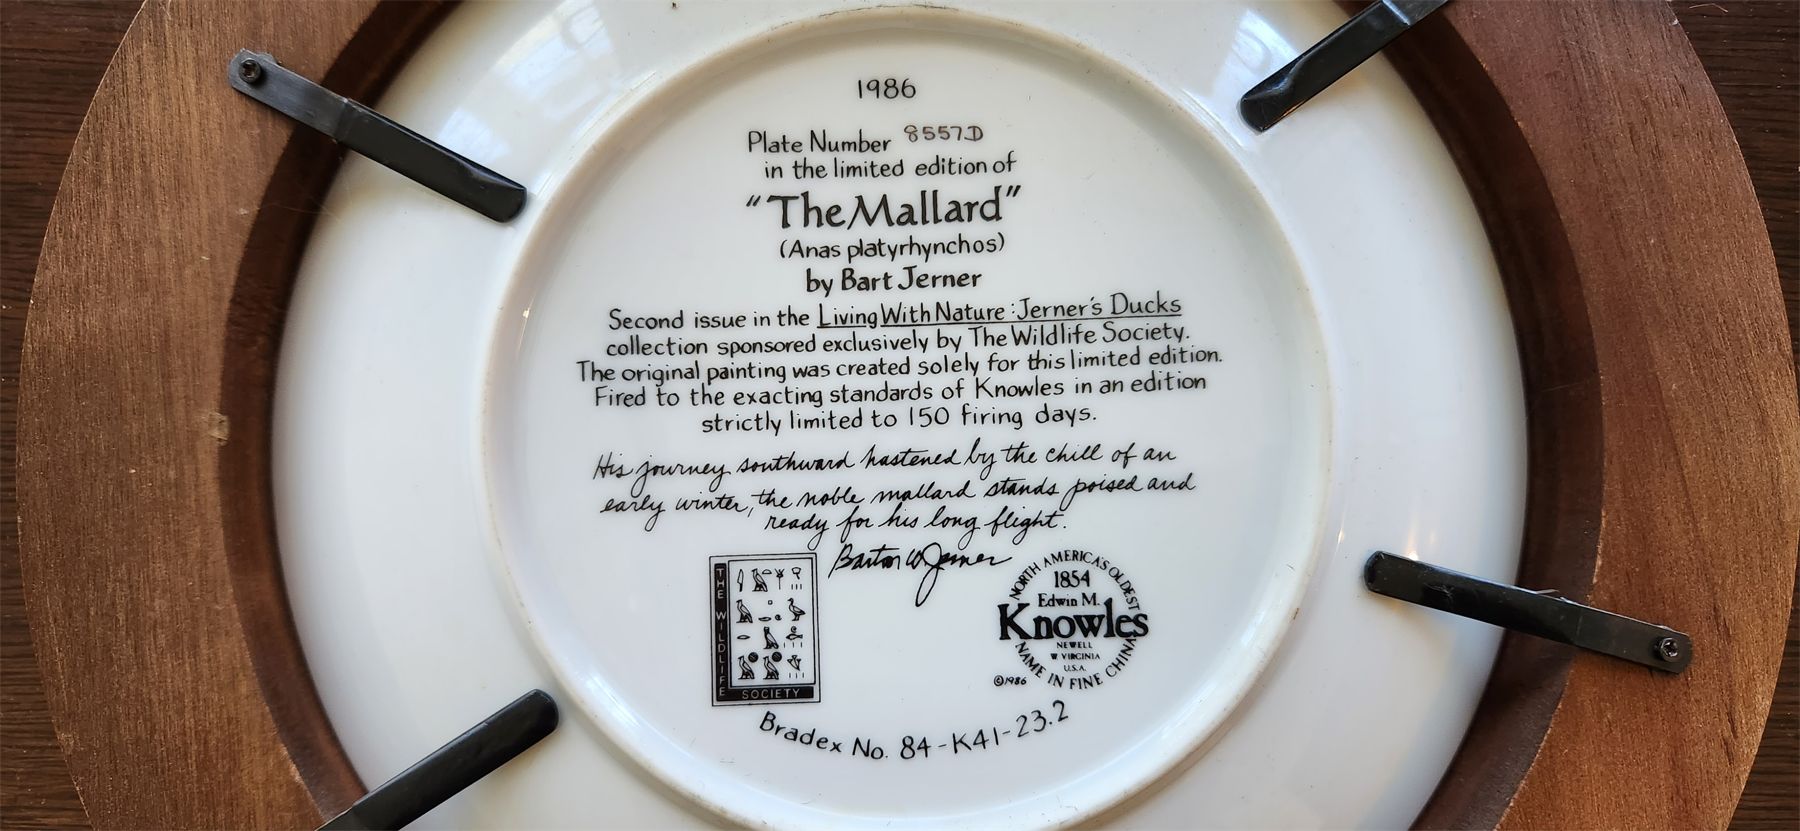 1986
Plate Number 8557D
in the limited edition of
"The Mallard"
(Anas platyrhynchos)
by Bart Jerner
Second issue in the Living With Nature: Jerner's Ducks
collection sponsored exclusively by The Wildlife Society.
The original painting was created solely for this limited edition.
Fired to the exacting standards of Knowles in an edition
strictly limited to 150 firing days.
His journey southward hastened by the chill of an
early winter, the noble mallard stands poised and
ready for his long flight.
Barton W Jerner
THE WILDLIFE
SOCIETY
NORTH AMERICA'S OLDEST
1854
Edwin M.
Knowles
NEWELL
W VIRGINIA
U.S.A.
NAME IN FINE CHINA
©1986
Bradex No. 84-K41-23.2